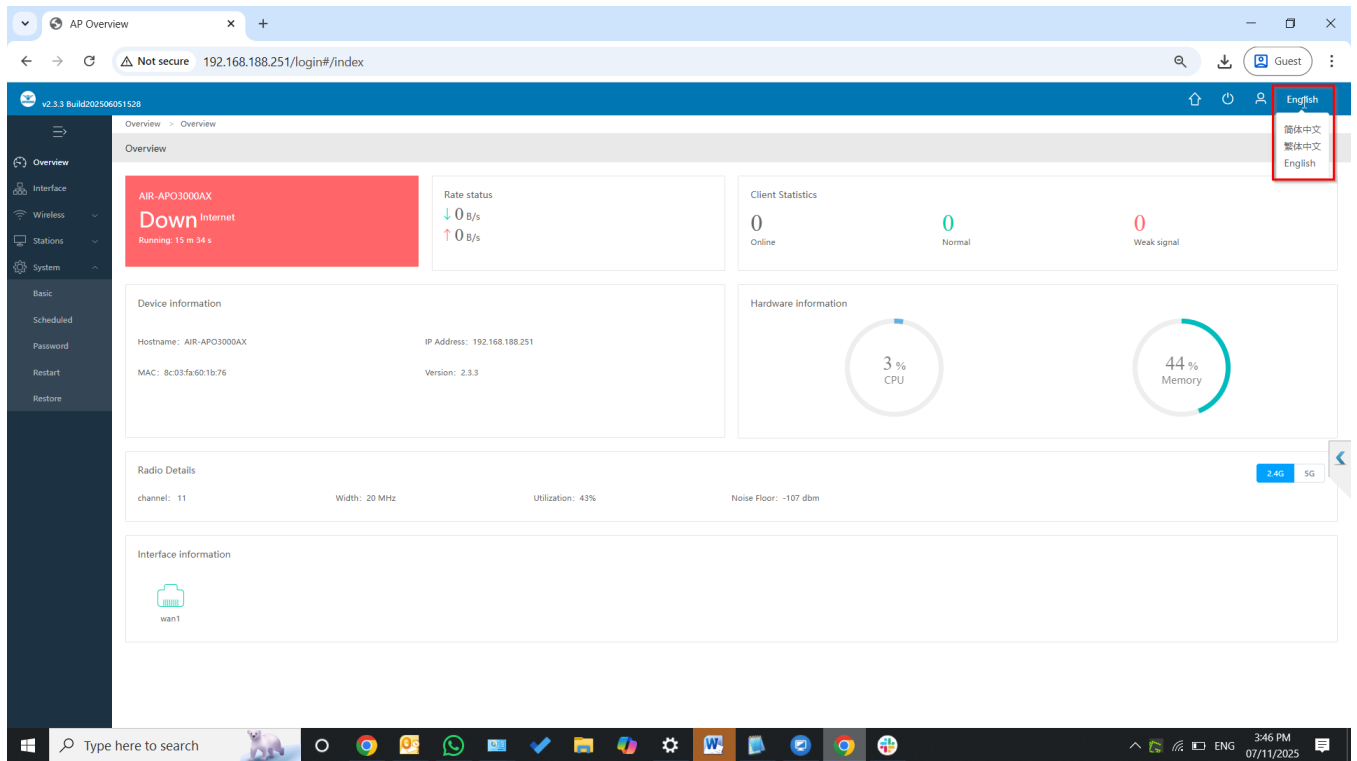 AP Overview
Not secure 192.168.188.251/login#/index
Guest
v2.3.3 Build202506051528
English
简体中文
繁体中文
English
Overview > Overview
Overview
Overview
Interface
Wireless
Stations
System
Basic
Scheduled
Password
Restart
Restore
AIR-APO3000AX
Down Internet
Running: 15 m 34 s
Rate status
↓ 0 B/s
↑ 0 B/s
Client Statistics
0 0 0
Online Normal Weak signal
Device information
Hostname: AIR-APO3000AX IP Address: 192.168.188.251
MAC: 8c:03:fa:60:1b:76 Version: 2.3.3
Hardware information
3 %
CPU
44 %
Memory
Radio Details
2.4G 5G
channel: 11 Width: 20 MHz Utilization: 43% Noise Floor: -107 dbm
Interface information
wan1
Type here to search
ENG
3:46 PM
07/11/2025